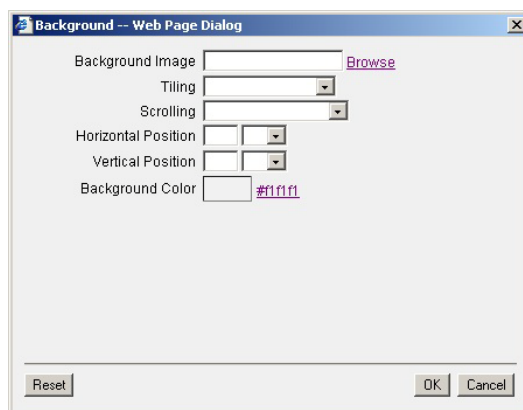 Background -- Web Page Dialog
Background Image Browse
Tiling
Scrolling
Horizontal Position
Vertical Position
Background Color #f1f1f1
Reset OK Cancel